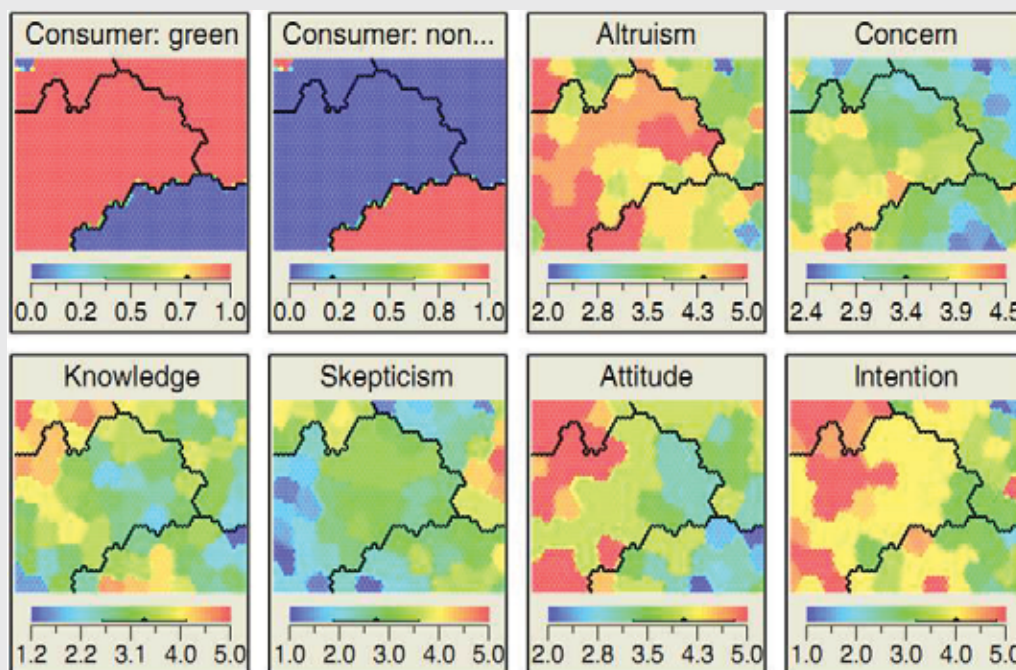 Consumer: green
Consumer: non...
Altruism
Concern
0.0 0.2 0.5 0.7 1.0
0.0 0.2 0.5 0.8 1.0
2.0 2.8 3.5 4.3 5.0
2.4 2.9 3.4 3.9 4.5
Knowledge
Skepticism
Attitude
Intention
1.2 2.2 3.1 4.0 5.0
1.0 2.0 3.0 4.0 5.0
2.0 2.8 3.5 4.3 5.0
1.0 2.0 3.0 4.0 5.0